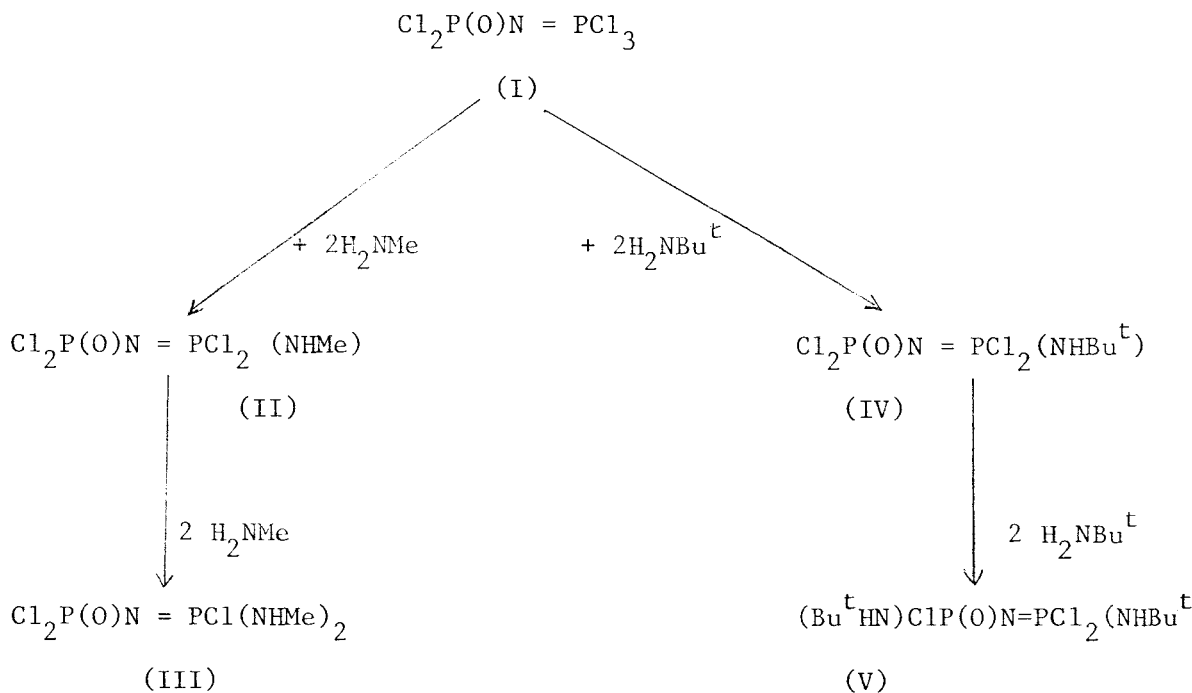 Cl₂P(O)N = PCl₃
(I)
+ 2H₂NMe + 2H₂NBuᵗ
Cl₂P(O)N = PCl₂ (NHMe) Cl₂P(O)N = PCl₂(NHBuᵗ)
(II) (IV)
2 H₂NMe 2 H₂NBuᵗ
Cl₂P(O)N = PCl(NHMe)₂ (BuᵗHN)ClP(O)N=PCl₂(NHBuᵗ
(III) (V)